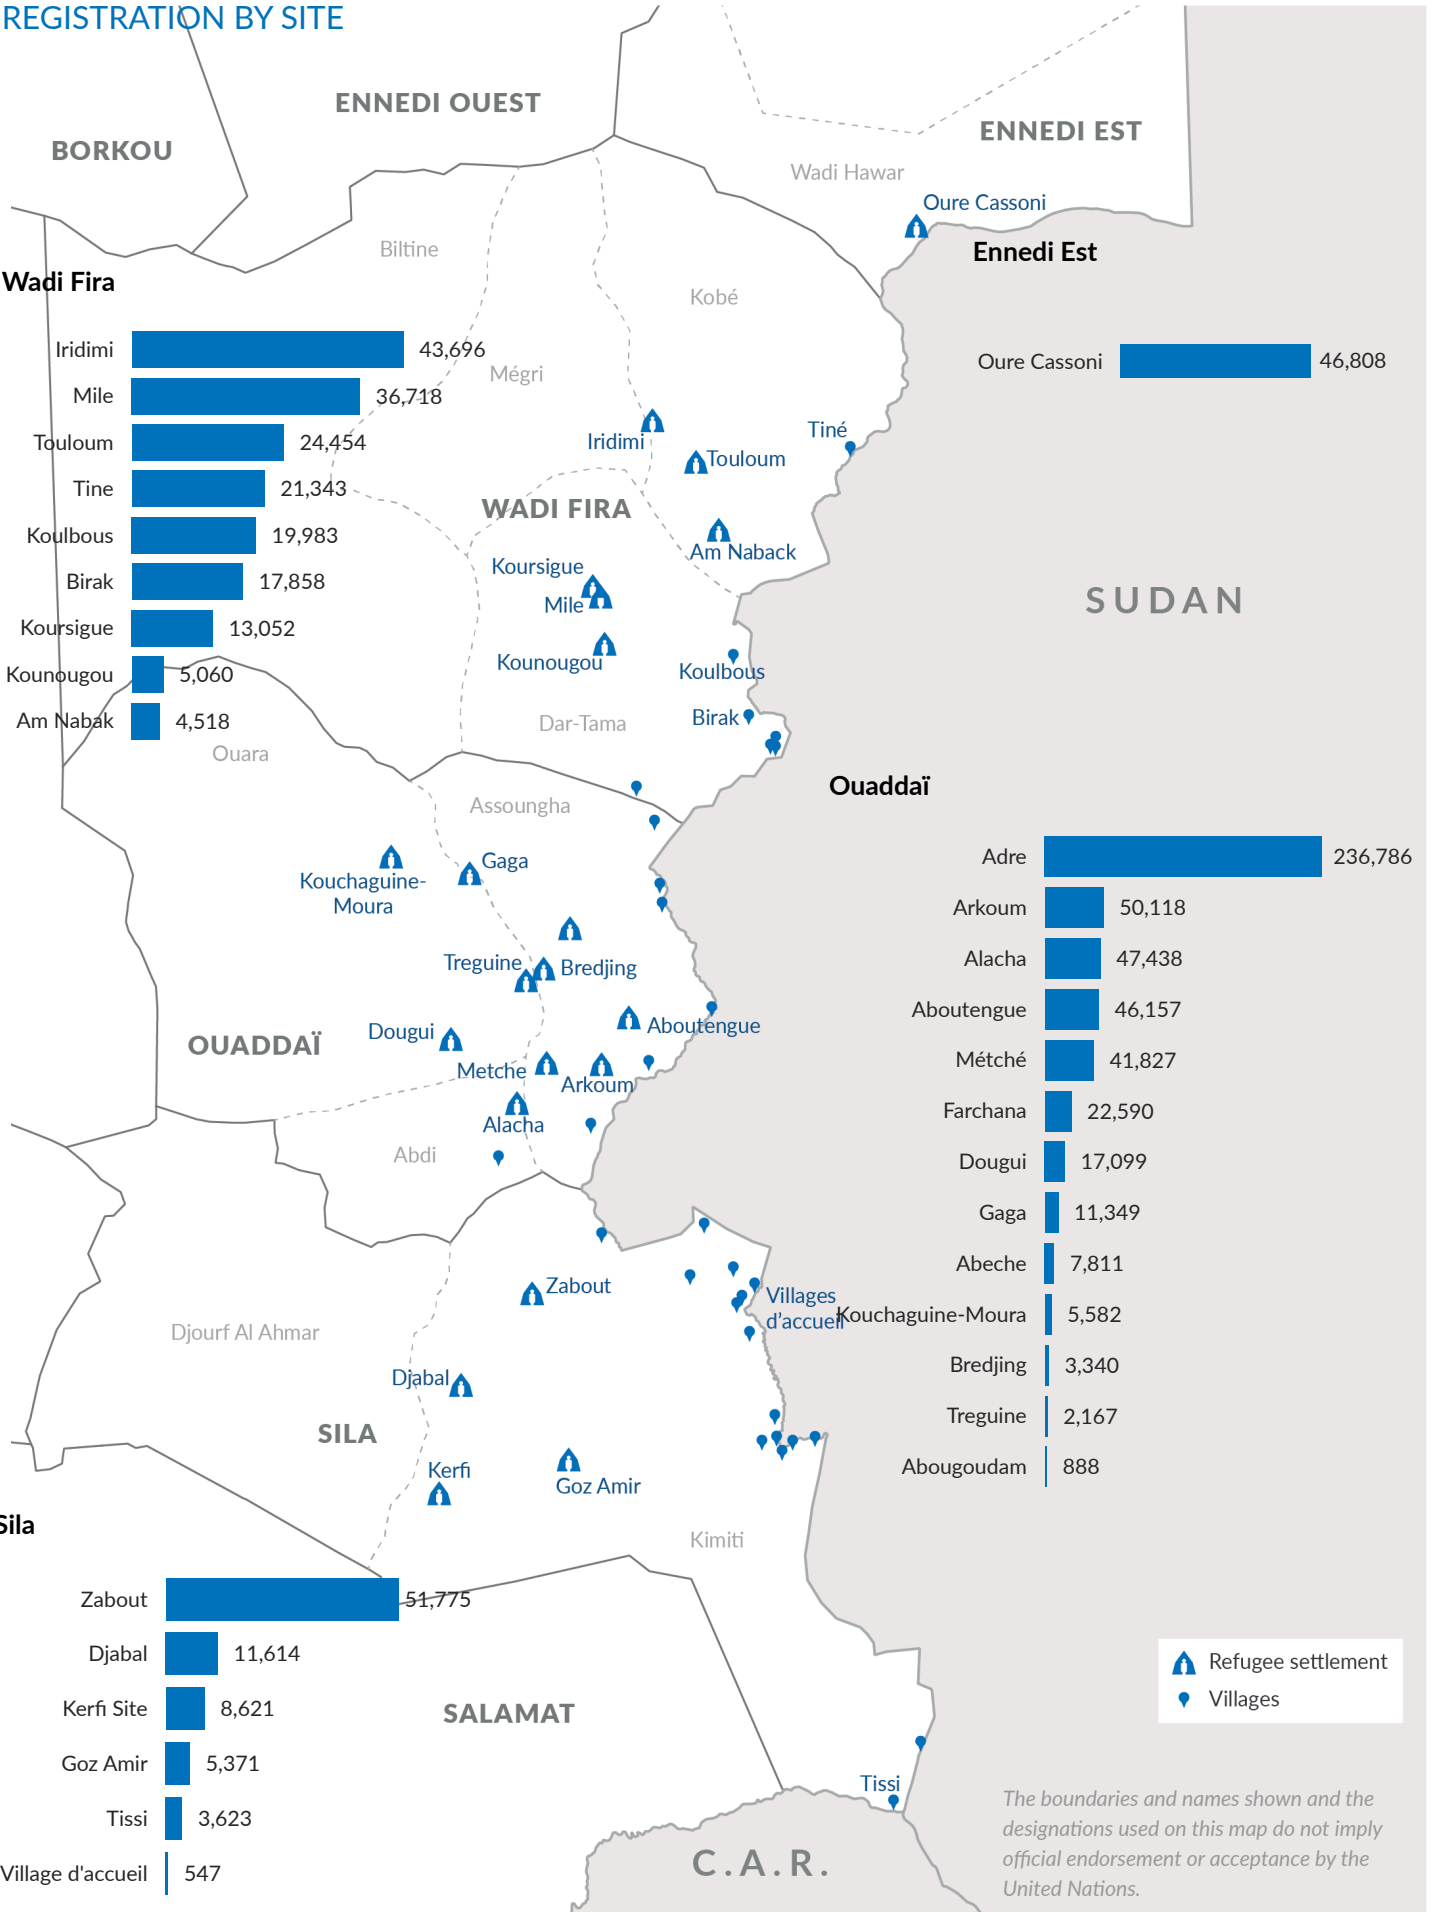 REGISTRATION BY SITE
ENNEDI OUEST
ENNEDI EST
BORKOU
Wadi Hawar
Oure Cassoni
Biltine
Kobé
Mégri
Iridimi
Touloum
Tiné
WADI FIRA
Am Naback
Koursigue
Mile
Kounougou
Koulbous
Birak
Dar-Tama
SUDAN
Ouara
Assoungha
Gaga
Kouchaguine-
Moura
Treguine
Bredjing
Aboutengue
Dougui
OUADDAÏ
Metche
Arkoum
Alacha
Abdi
Zabout
Villages
d'accueil
Djourf Al Ahmar
Djabal
SILA
Kerfi
Goz Amir
Kimiti
SALAMAT
Tissi
C.A.R.
Wadi Fira
Iridimi 43,696
Mile 36,718
Touloum 24,454
Tine 21,343
Koulbous 19,983
Birak 17,858
Koursigue 13,052
Kounougou 5,060
Am Nabak 4,518
Ennedi Est
Oure Cassoni 46,808
Ouaddaï
Adre 236,786
Arkoum 50,118
Alacha 47,438
Aboutengue 46,157
Métché 41,827
Farchana 22,590
Dougui 17,099
Gaga 11,349
Abeche 7,811
Kouchaguine-Moura 5,582
Bredjing 3,340
Treguine 2,167
Abougoudam 888
Sila
Zabout 51,775
Djabal 11,614
Kerfi Site 8,621
Goz Amir 5,371
Tissi 3,623
Village d'accueil 547
Refugee settlement
Villages
The boundaries and names shown and the
designations used on this map do not imply
official endorsement or acceptance by the
United Nations.